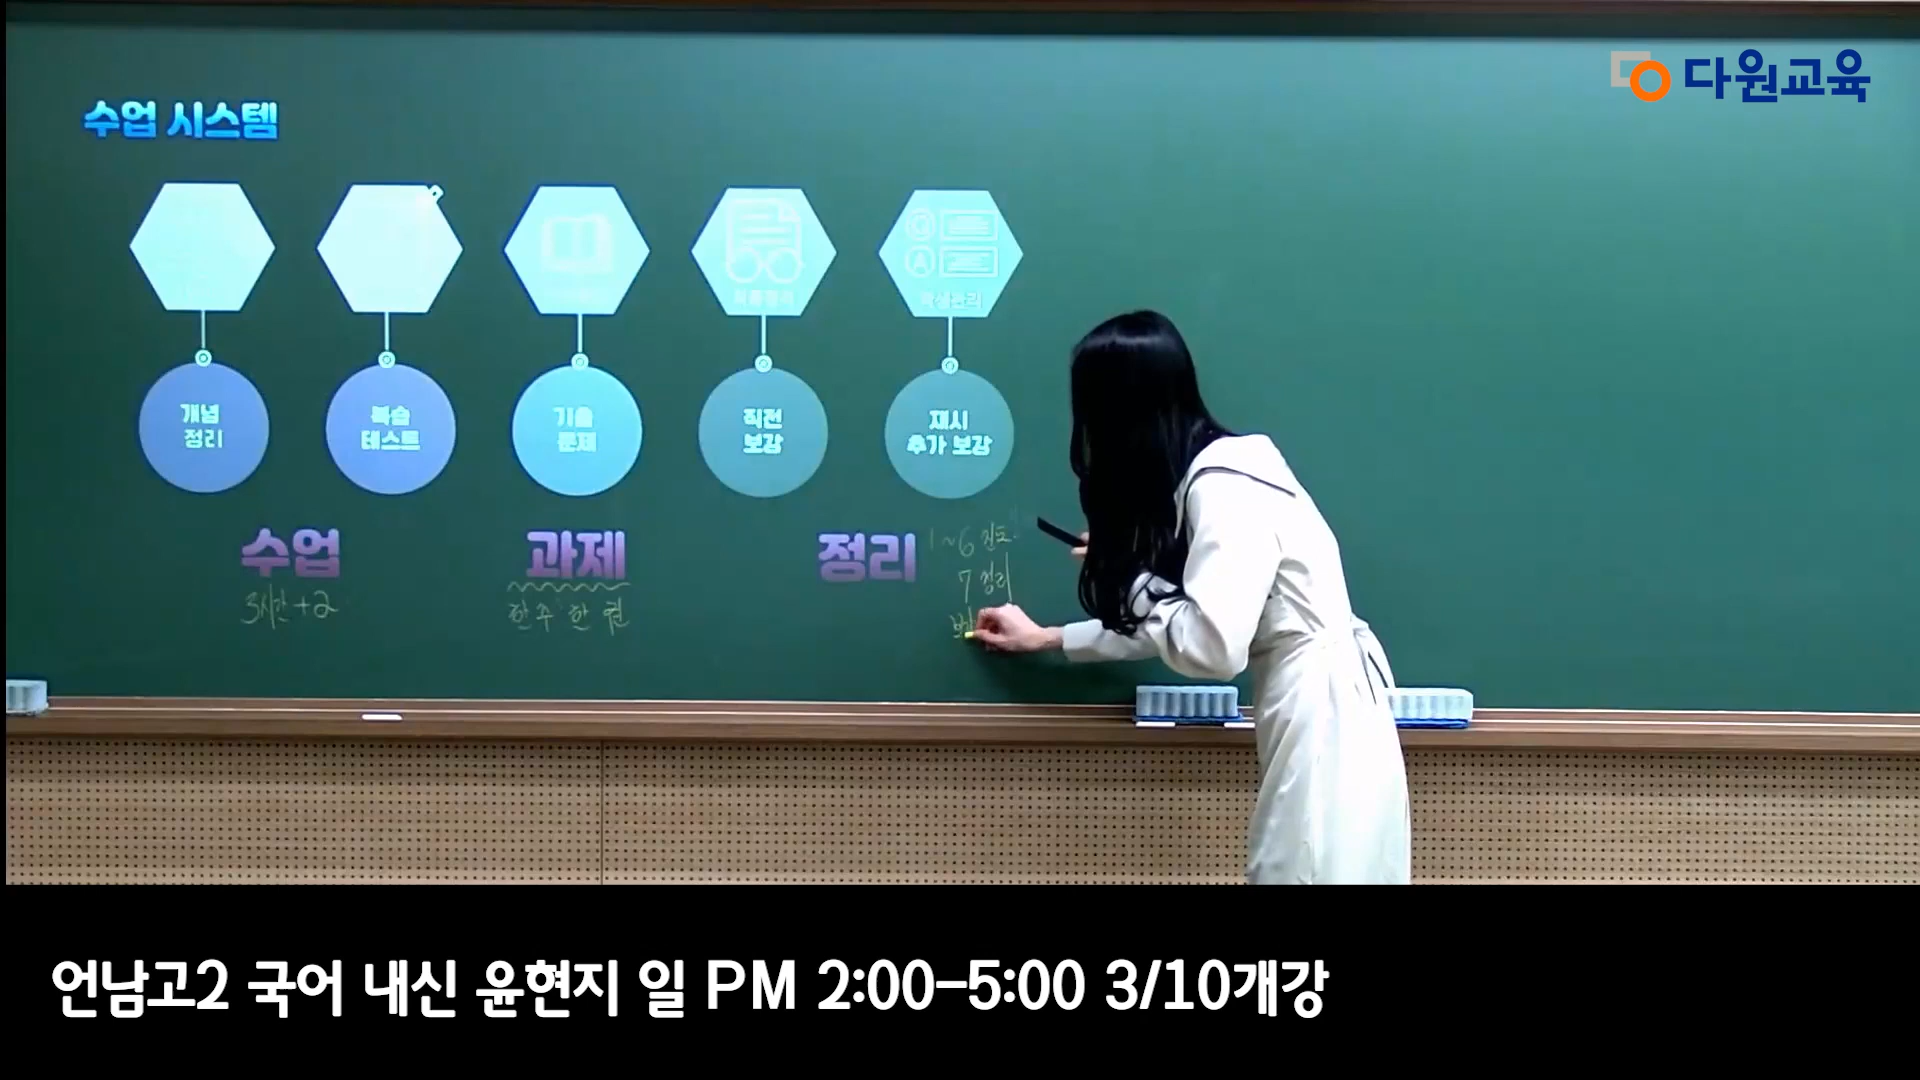 다원교육
수업 시스템
개념
정리
복습
테스트
기출
문제
직전
보강
재시
추가 보강
수업
과제
정리
3시간+2
한 주 한 권
1~6 진도
7 정리
언남고2 국어 내신 윤현지 일 PM 2:00-5:00 3/10개강